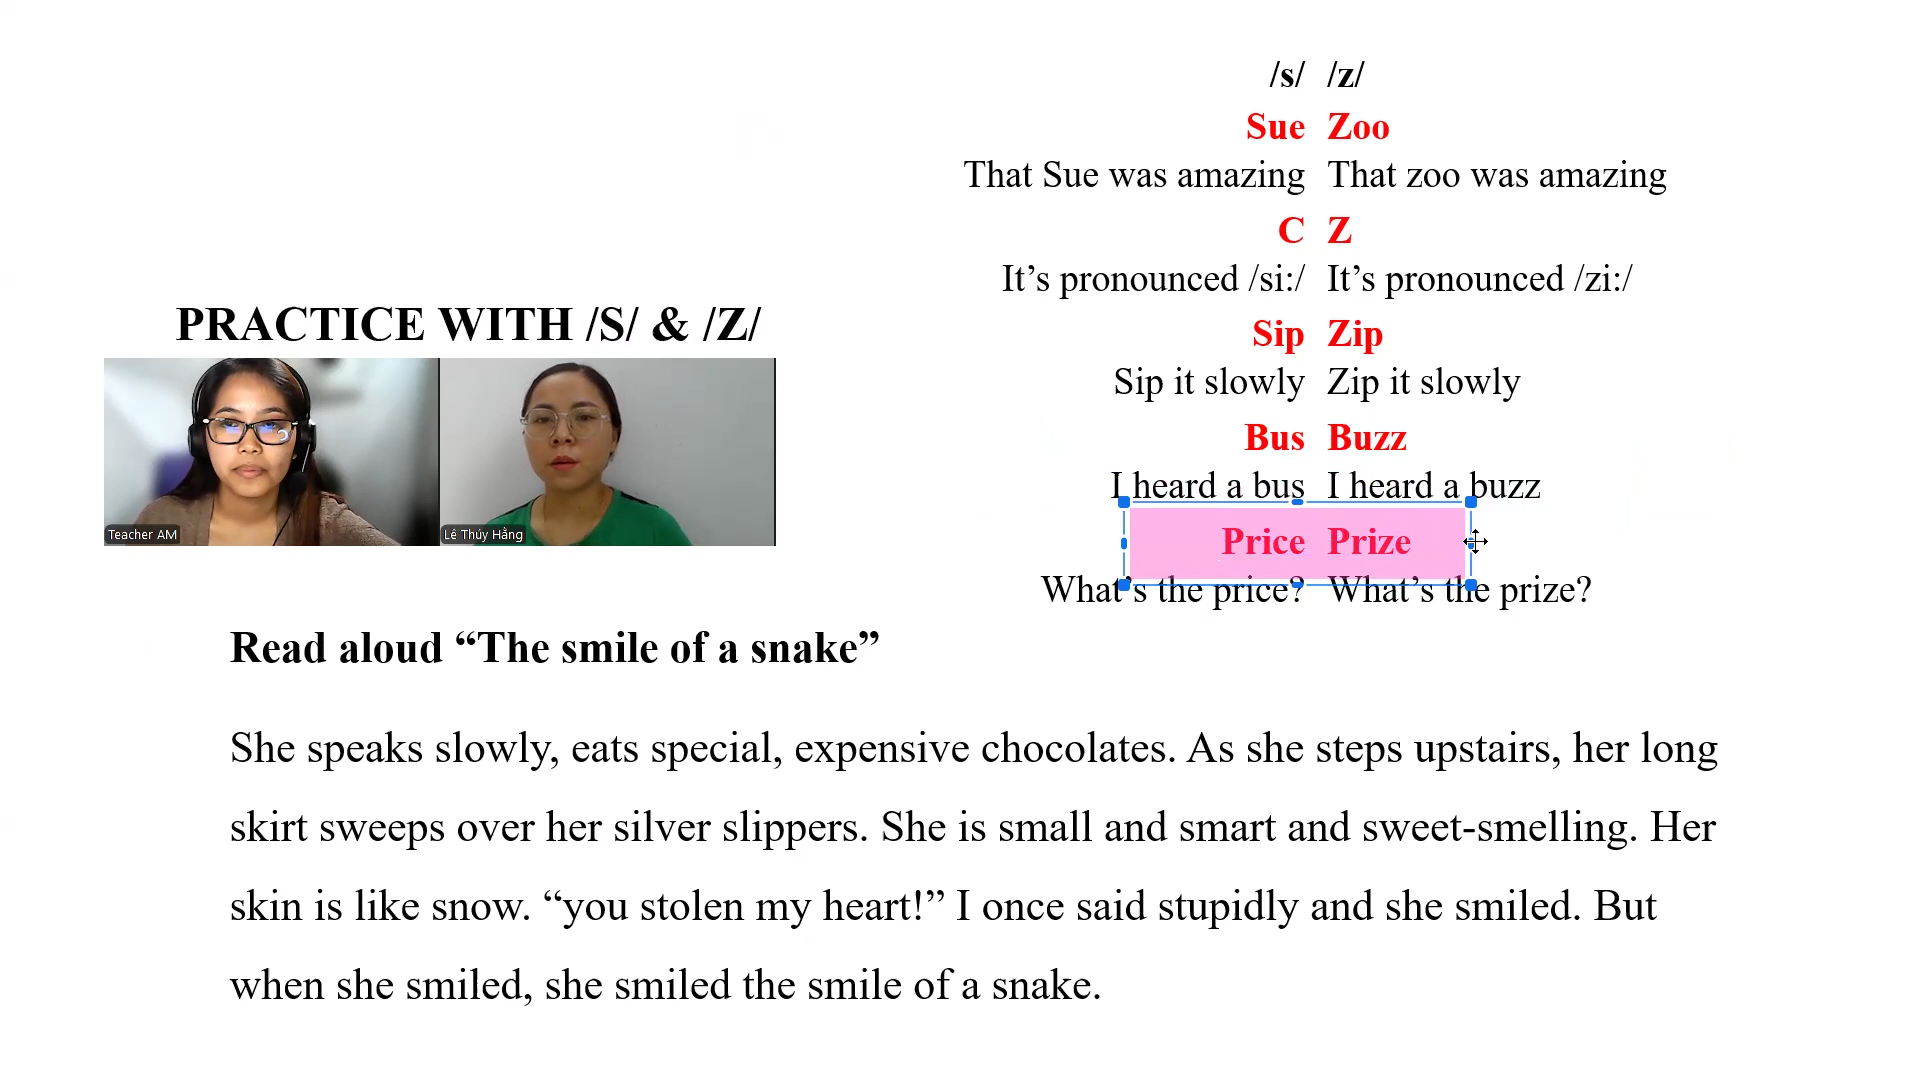 /s/ /z/
Sue Zoo
That Sue was amazing That zoo was amazing
C Z
It’s pronounced /si:/ It’s pronounced /zi:/
Sip Zip
Sip it slowly Zip it slowly
Bus Buzz
I heard a bus I heard a buzz
Price Prize
What’s the price? What’s the prize?
PRACTICE WITH /S/ & /Z/
Teacher AM
Lê Thúy Hằng
Read aloud “The smile of a snake”
She speaks slowly, eats special, expensive chocolates. As she steps upstairs, her long
skirt sweeps over her silver slippers. She is small and smart and sweet-smelling. Her
skin is like snow. “you stolen my heart!” I once said stupidly and she smiled. But
when she smiled, she smiled the smile of a snake.